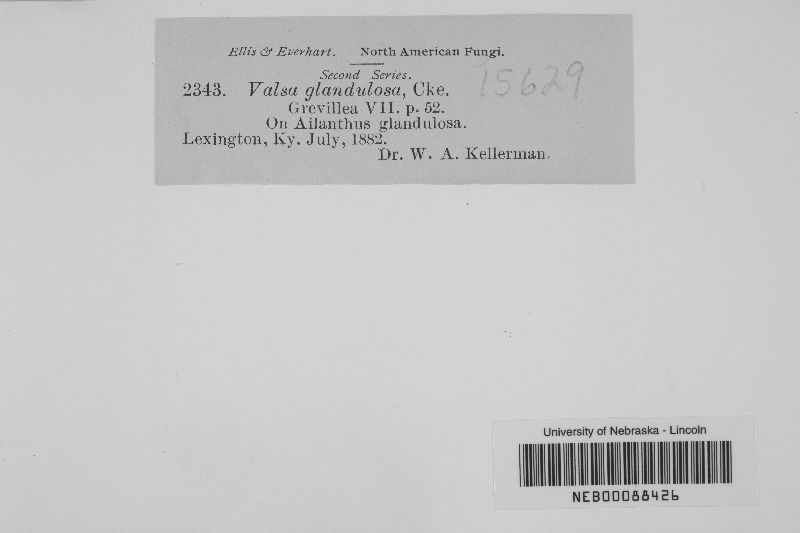 Ellis & Everhart. North American Fungi.
Second Series.
2343. Valsa glandulosa, Cke. 15629
Grevillea VII. p. 52.
On Ailanthus glandulosa.
Lexington, Ky. July, 1882.
Dr. W. A. Kellerman.
University of Nebraska - Lincoln
NEB00088426